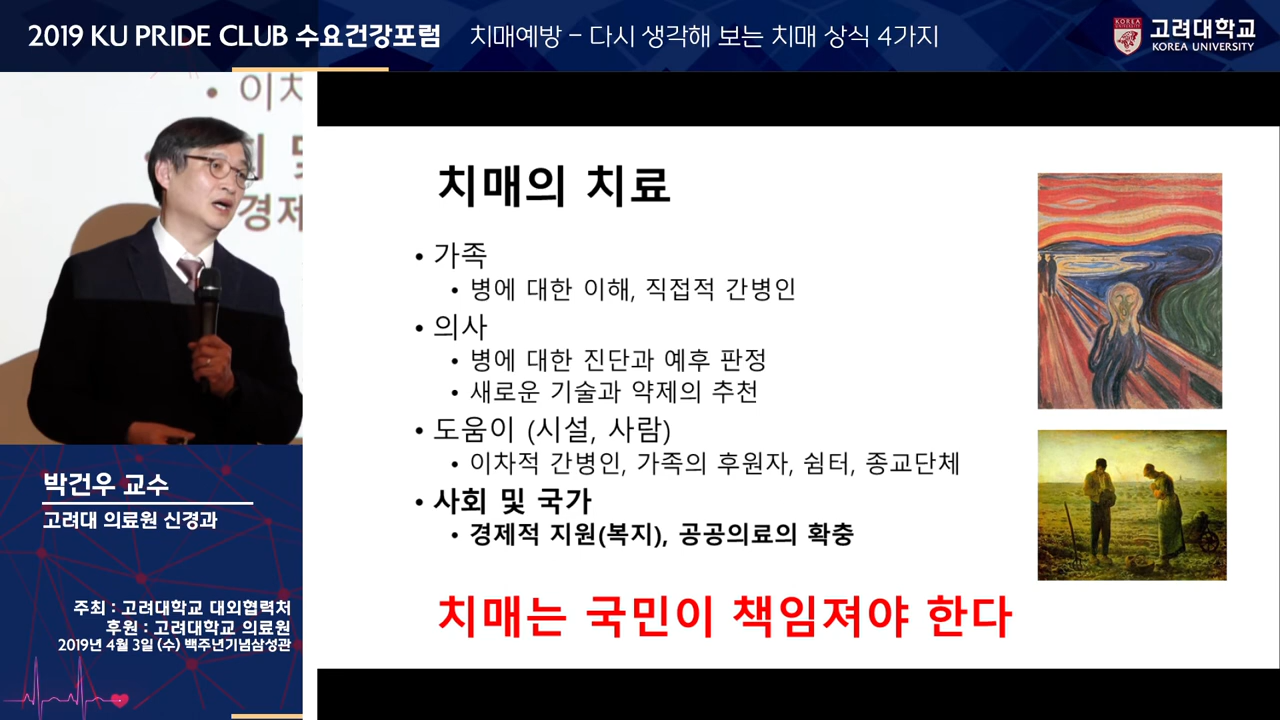 2019 KU PRIDE CLUB 수요건강포럼 치매예방 – 다시 생각해 보는 치매 상식 4가지
KOREA UNIVERSITY
고려대학교
KOREA UNIVERSITY
이차
경제
박건우 교수
고려대 의료원 신경과
주최 : 고려대학교 대외협력처
후원 : 고려대학교 의료원
2019년 4월 3일 (수) 백주년기념삼성관
치매의 치료
• 가족
• 병에 대한 이해, 직접적 간병인
• 의사
• 병에 대한 진단과 예후 판정
• 새로운 기술과 약제의 추천
• 도움이 (시설, 사람)
• 이차적 간병인, 가족의 후원자, 쉼터, 종교단체
• 사회 및 국가
• 경제적 지원(복지), 공공의료의 확충
치매는 국민이 책임져야 한다